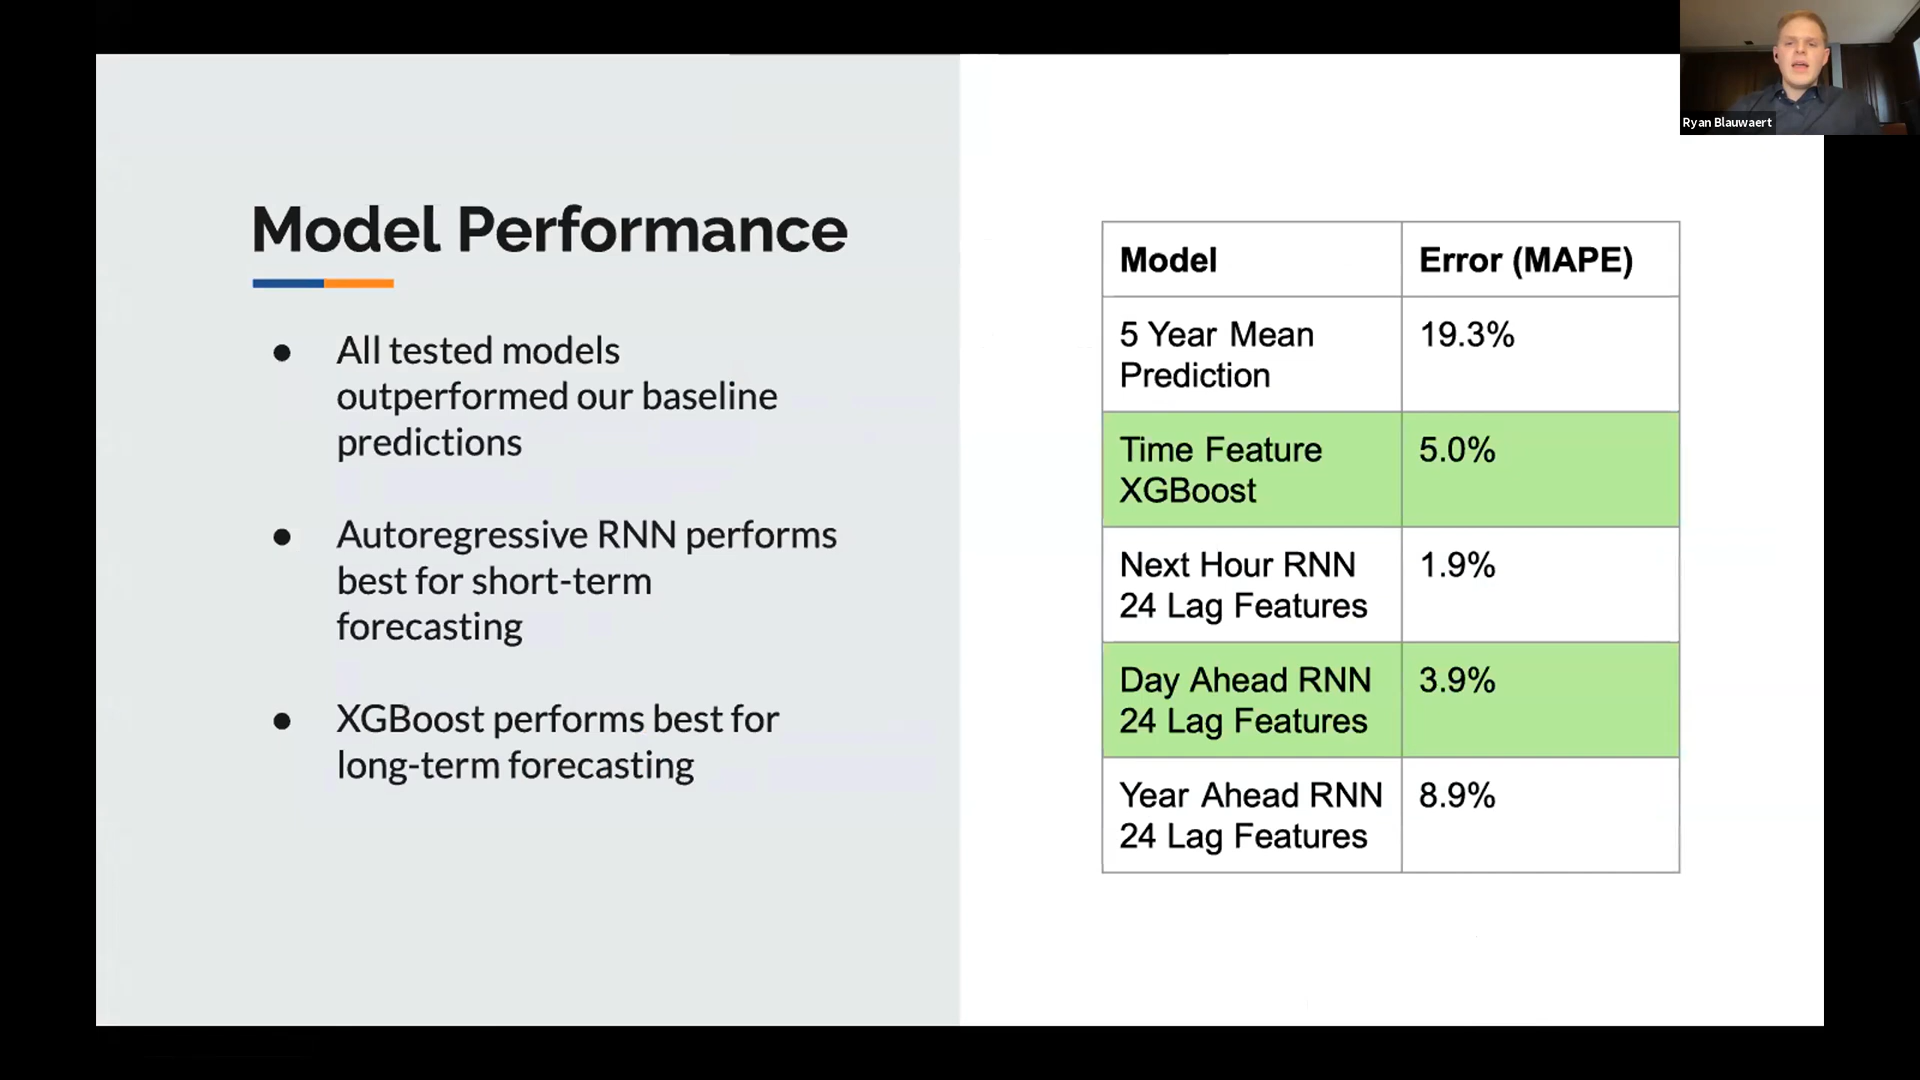 Ryan Blauwaert
Model Performance
● All tested models
outperformed our baseline
predictions
● Autoregressive RNN performs
best for short-term
forecasting
● XGBoost performs best for
long-term forecasting
Model Error (MAPE)
5 Year Mean 19.3%
Prediction
Time Feature 5.0%
XGBoost
Next Hour RNN 1.9%
24 Lag Features
Day Ahead RNN 3.9%
24 Lag Features
Year Ahead RNN 8.9%
24 Lag Features